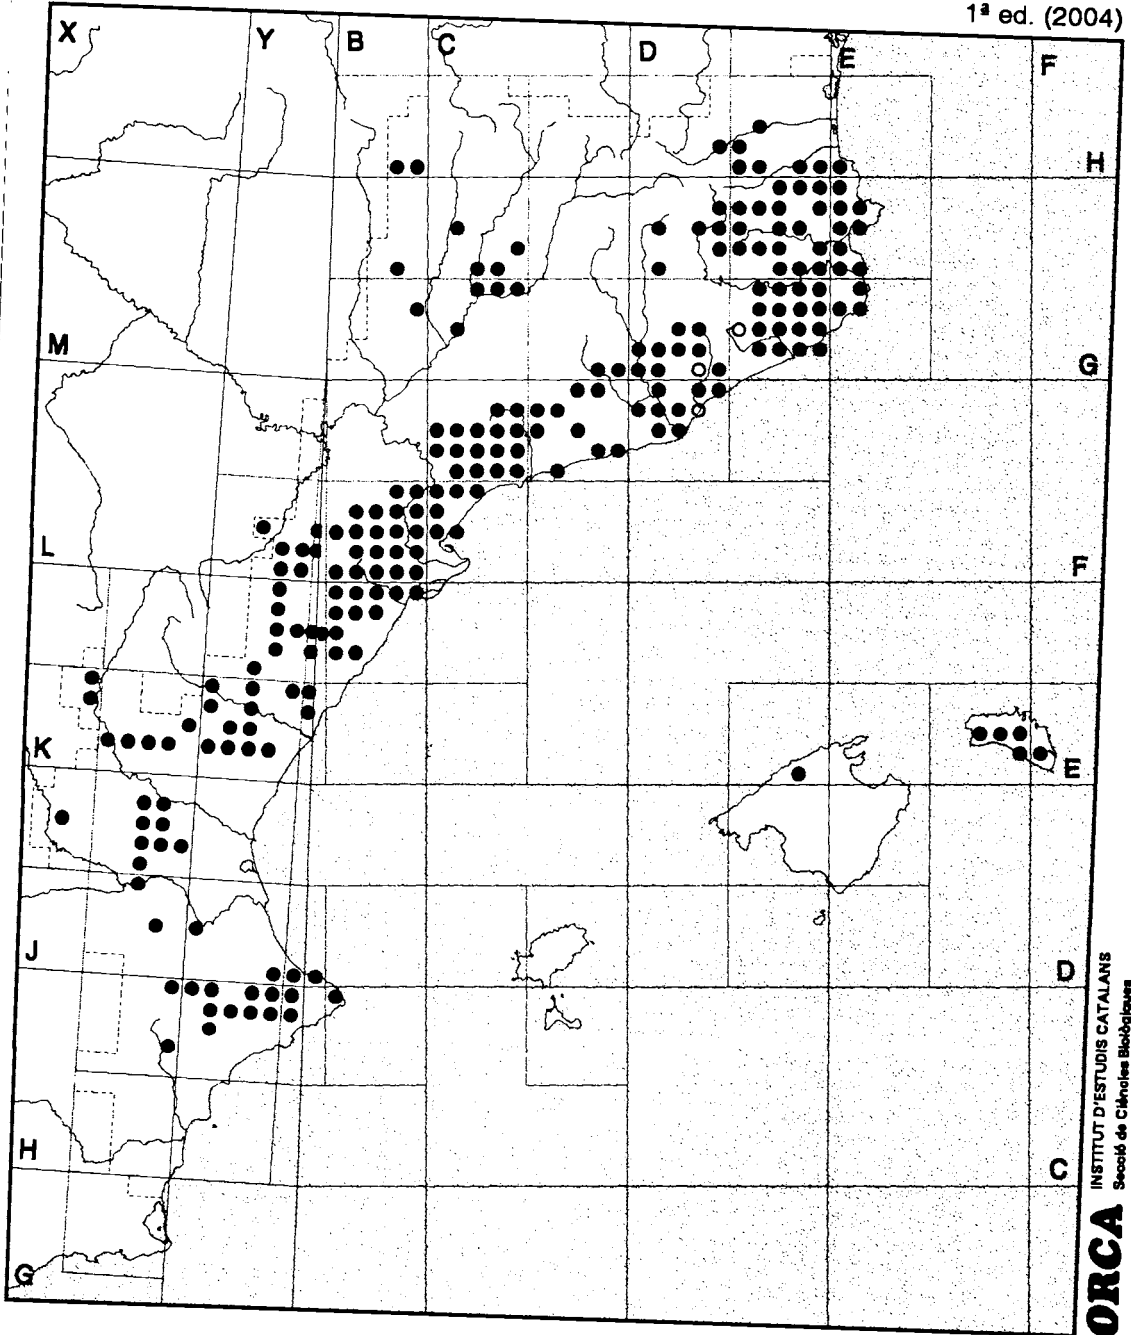 1ª ed. (2004)
X Y B C D E F
H
M G
L F
K E
J D
H C
G
ORCA INSTITUT D'ESTUDIS CATALANS
Secció de Ciències Biològiques